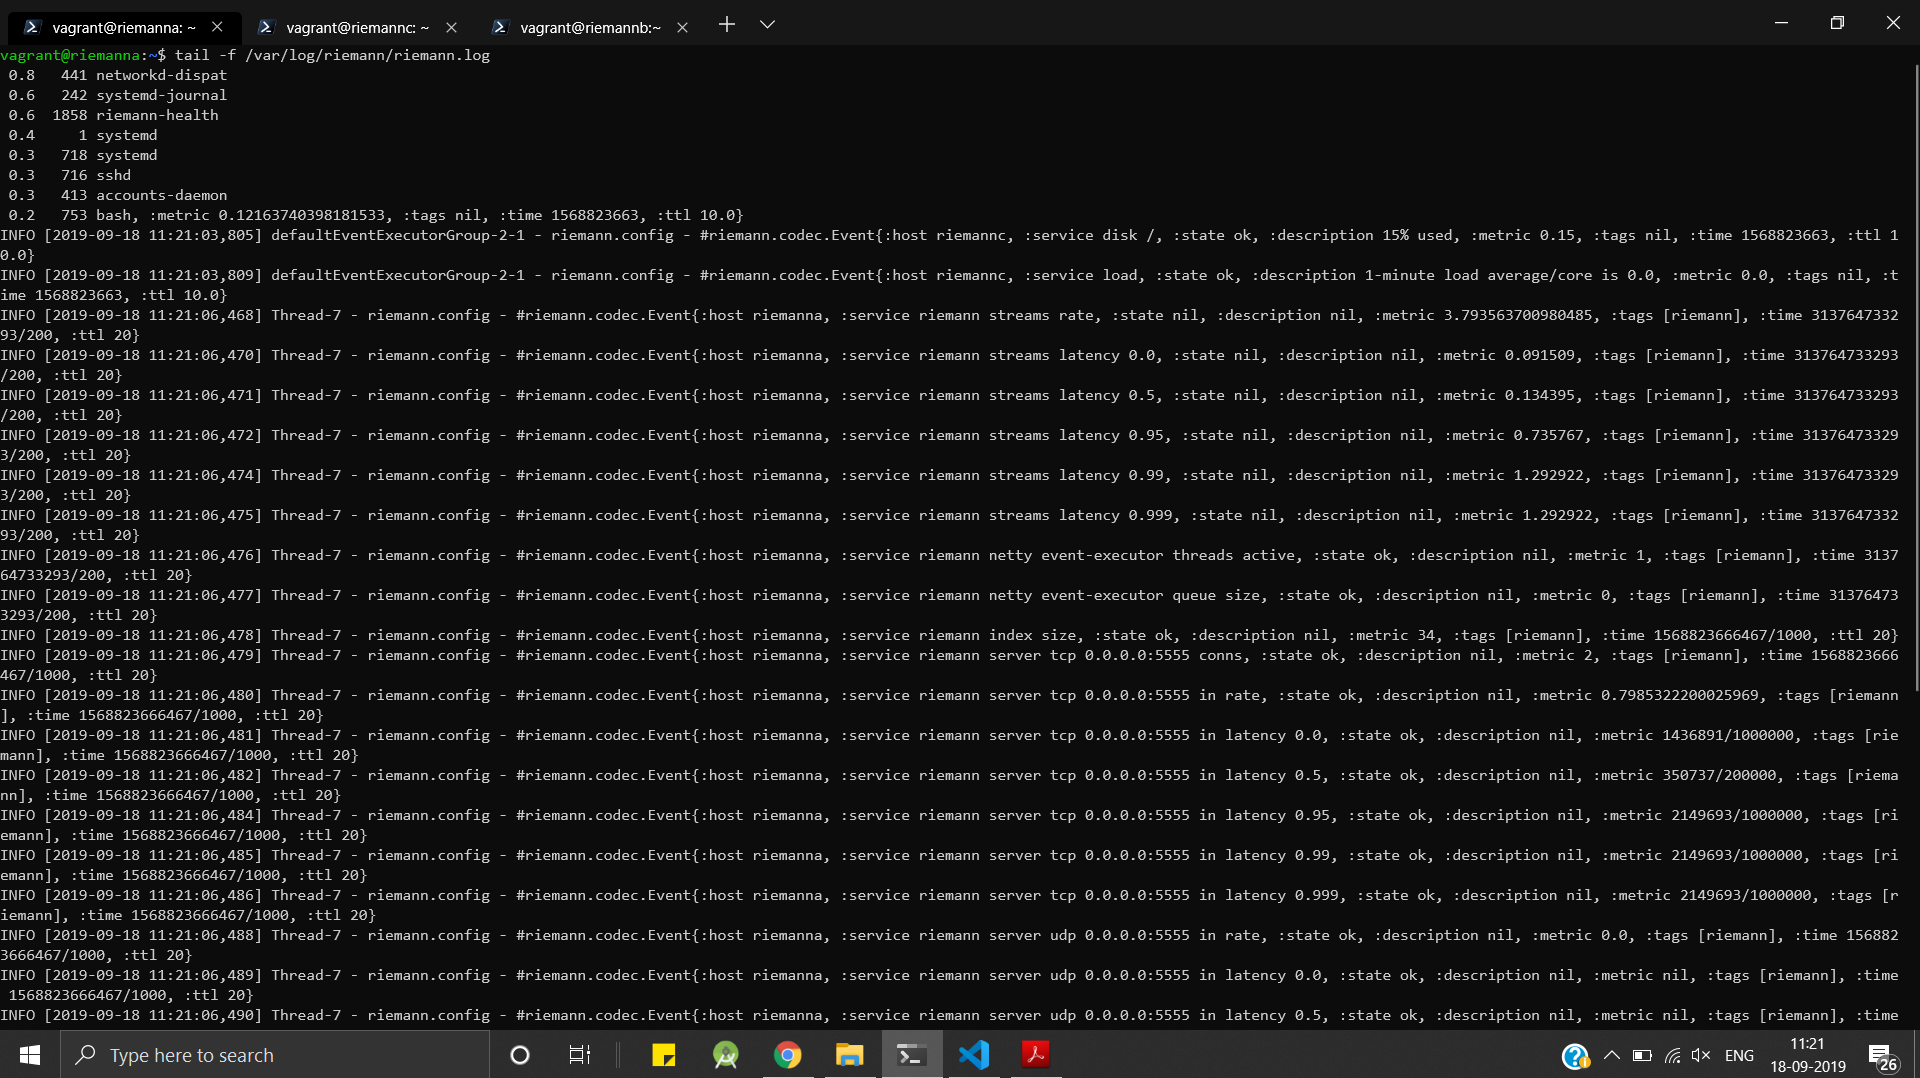 vagrant@riemanna: ~
vagrant@riemannc: ~
vagrant@riemannb:~
vagrant@riemanna:~$ tail -f /var/log/riemann/riemann.log
0.8   441 networkd-dispat
0.6   242 systemd-journal
0.6  1858 riemann-health
0.4     1 systemd
0.3   718 systemd
0.3   716 sshd
0.3   413 accounts-daemon
0.2   753 bash, :metric 0.12163740398181533, :tags nil, :time 1568823663, :ttl 10.0}
INFO [2019-09-18 11:21:03,805] defaultEventExecutorGroup-2-1 - riemann.config - #riemann.codec.Event{:host riemannc, :service disk /, :state ok, :description 15% used, :metric 0.15, :tags nil, :time 1568823663, :ttl 1
0.0}
INFO [2019-09-18 11:21:03,809] defaultEventExecutorGroup-2-1 - riemann.config - #riemann.codec.Event{:host riemannc, :service load, :state ok, :description 1-minute load average/core is 0.0, :metric 0.0, :tags nil, :t
ime 1568823663, :ttl 10.0}
INFO [2019-09-18 11:21:06,468] Thread-7 - riemann.config - #riemann.codec.Event{:host riemanna, :service riemann streams rate, :state nil, :description nil, :metric 3.793563700980485, :tags [riemann], :time 3137647332
93/200, :ttl 20}
INFO [2019-09-18 11:21:06,470] Thread-7 - riemann.config - #riemann.codec.Event{:host riemanna, :service riemann streams latency 0.0, :state nil, :description nil, :metric 0.091509, :tags [riemann], :time 313764733293
/200, :ttl 20}
INFO [2019-09-18 11:21:06,471] Thread-7 - riemann.config - #riemann.codec.Event{:host riemanna, :service riemann streams latency 0.5, :state nil, :description nil, :metric 0.134395, :tags [riemann], :time 313764733293
/200, :ttl 20}
INFO [2019-09-18 11:21:06,472] Thread-7 - riemann.config - #riemann.codec.Event{:host riemanna, :service riemann streams latency 0.95, :state nil, :description nil, :metric 0.735767, :tags [riemann], :time 31376473329
3/200, :ttl 20}
INFO [2019-09-18 11:21:06,474] Thread-7 - riemann.config - #riemann.codec.Event{:host riemanna, :service riemann streams latency 0.99, :state nil, :description nil, :metric 1.292922, :tags [riemann], :time 31376473329
3/200, :ttl 20}
INFO [2019-09-18 11:21:06,475] Thread-7 - riemann.config - #riemann.codec.Event{:host riemanna, :service riemann streams latency 0.999, :state nil, :description nil, :metric 1.292922, :tags [riemann], :time 3137647332
93/200, :ttl 20}
INFO [2019-09-18 11:21:06,476] Thread-7 - riemann.config - #riemann.codec.Event{:host riemanna, :service riemann netty event-executor threads active, :state ok, :description nil, :metric 1, :tags [riemann], :time 3137
64733293/200, :ttl 20}
INFO [2019-09-18 11:21:06,477] Thread-7 - riemann.config - #riemann.codec.Event{:host riemanna, :service riemann netty event-executor queue size, :state ok, :description nil, :metric 0, :tags [riemann], :time 31376473
3293/200, :ttl 20}
INFO [2019-09-18 11:21:06,478] Thread-7 - riemann.config - #riemann.codec.Event{:host riemanna, :service riemann index size, :state ok, :description nil, :metric 34, :tags [riemann], :time 1568823666467/1000, :ttl 20}
INFO [2019-09-18 11:21:06,479] Thread-7 - riemann.config - #riemann.codec.Event{:host riemanna, :service riemann server tcp 0.0.0.0:5555 conns, :state ok, :description nil, :metric 2, :tags [riemann], :time 1568823666
467/1000, :ttl 20}
INFO [2019-09-18 11:21:06,480] Thread-7 - riemann.config - #riemann.codec.Event{:host riemanna, :service riemann server tcp 0.0.0.0:5555 in rate, :state ok, :description nil, :metric 0.7985322200025969, :tags [riemann
], :time 1568823666467/1000, :ttl 20}
INFO [2019-09-18 11:21:06,481] Thread-7 - riemann.config - #riemann.codec.Event{:host riemanna, :service riemann server tcp 0.0.0.0:5555 in latency 0.0, :state ok, :description nil, :metric 1436891/1000000, :tags [rie
mann], :time 1568823666467/1000, :ttl 20}
INFO [2019-09-18 11:21:06,482] Thread-7 - riemann.config - #riemann.codec.Event{:host riemanna, :service riemann server tcp 0.0.0.0:5555 in latency 0.5, :state ok, :description nil, :metric 350737/200000, :tags [riema
nn], :time 1568823666467/1000, :ttl 20}
INFO [2019-09-18 11:21:06,484] Thread-7 - riemann.config - #riemann.codec.Event{:host riemanna, :service riemann server tcp 0.0.0.0:5555 in latency 0.95, :state ok, :description nil, :metric 2149693/1000000, :tags [ri
emann], :time 1568823666467/1000, :ttl 20}
INFO [2019-09-18 11:21:06,485] Thread-7 - riemann.config - #riemann.codec.Event{:host riemanna, :service riemann server tcp 0.0.0.0:5555 in latency 0.99, :state ok, :description nil, :metric 2149693/1000000, :tags [ri
emann], :time 1568823666467/1000, :ttl 20}
INFO [2019-09-18 11:21:06,486] Thread-7 - riemann.config - #riemann.codec.Event{:host riemanna, :service riemann server tcp 0.0.0.0:5555 in latency 0.999, :state ok, :description nil, :metric 2149693/1000000, :tags [r
iemann], :time 1568823666467/1000, :ttl 20}
INFO [2019-09-18 11:21:06,488] Thread-7 - riemann.config - #riemann.codec.Event{:host riemanna, :service riemann server udp 0.0.0.0:5555 in rate, :state ok, :description nil, :metric 0.0, :tags [riemann], :time 156882
3666467/1000, :ttl 20}
INFO [2019-09-18 11:21:06,489] Thread-7 - riemann.config - #riemann.codec.Event{:host riemanna, :service riemann server udp 0.0.0.0:5555 in latency 0.0, :state ok, :description nil, :metric nil, :tags [riemann], :time
1568823666467/1000, :ttl 20}
INFO [2019-09-18 11:21:06,490] Thread-7 - riemann.config - #riemann.codec.Event{:host riemanna, :service riemann server udp 0.0.0.0:5555 in latency 0.5, :state ok, :description nil, :metric nil, :tags [riemann], :time
Type here to search
ENG
11:21
18-09-2019
26